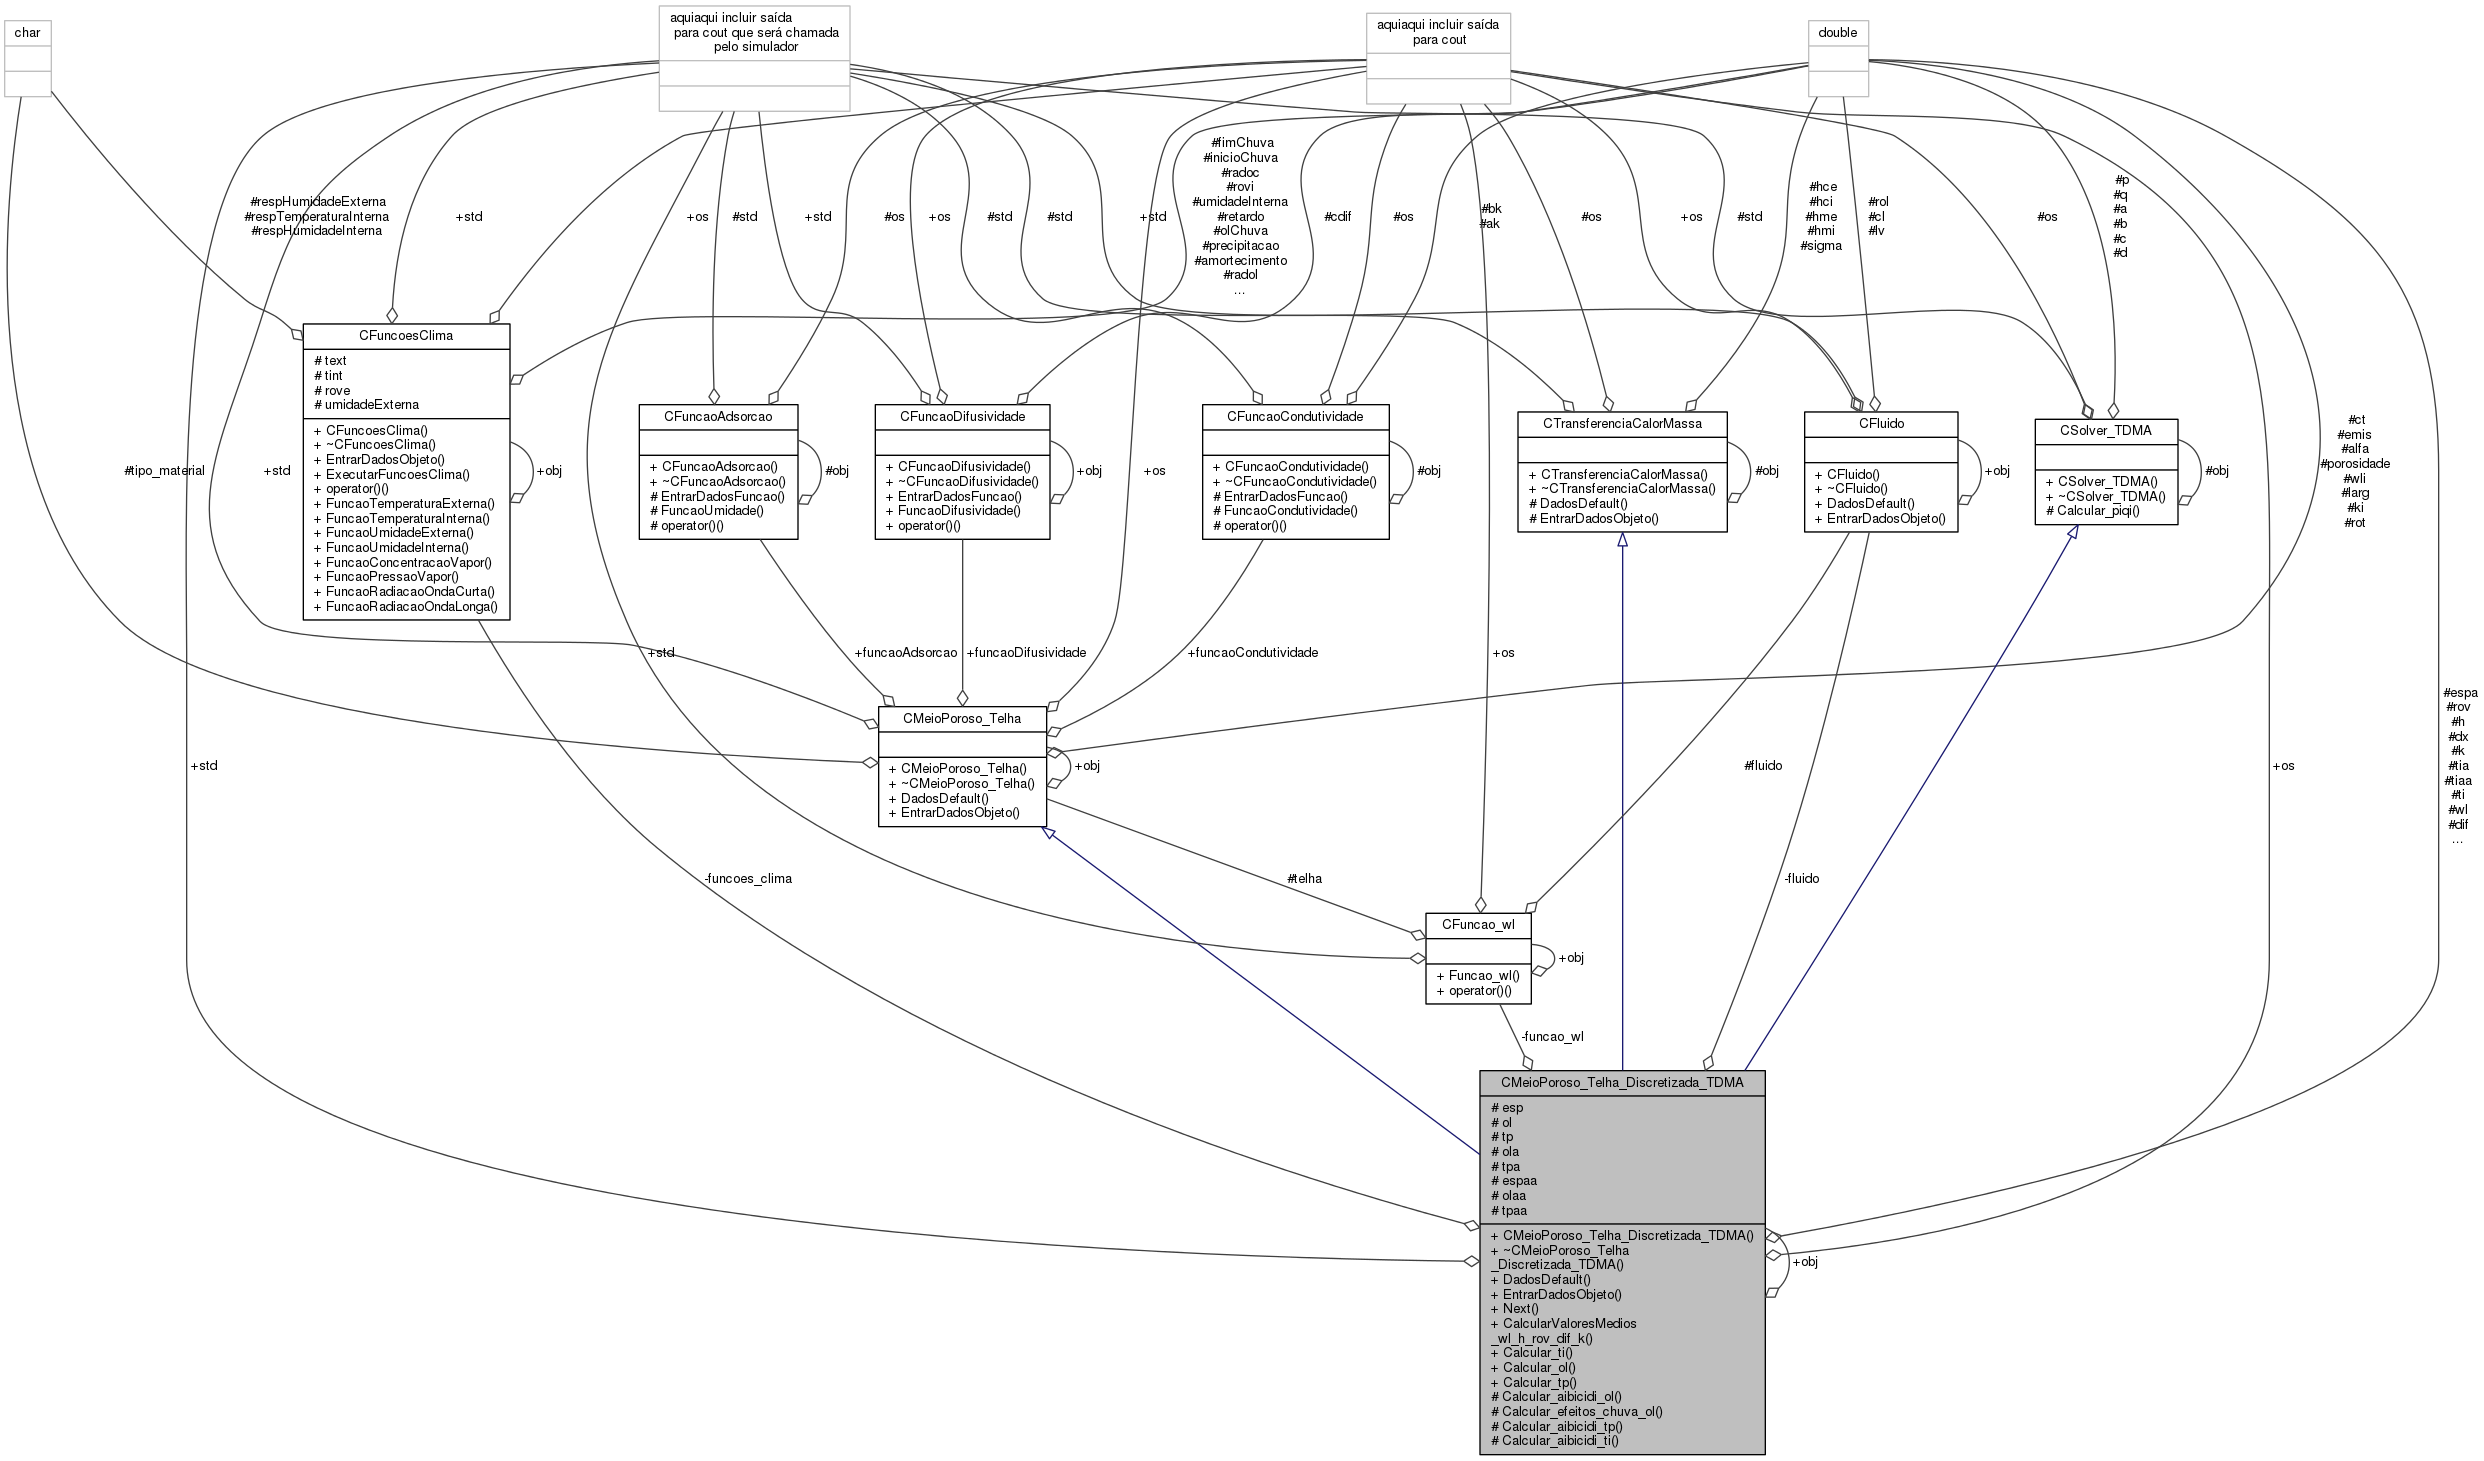 char
aquiaqui incluir saída
para cout que será chamada
pelo simulador
aquiaqui incluir saída
para cout
double
#respHumidadeExterna
#respTemperaturaInterna
#respHumidadeInterna
+std
+os
#std
+std
#os
+os
#std
#std
+std
#fimChuva
#inicioChuva
#radoc
#rovi
#umidadeInterna
#retardo
#olChuva
#precipitacao
#amortecimento
#radol
...
#cdif
#os
#bk
#ak
#os
+os
#std
#hce
#hci
#hme
#hmi
#sigma
#rol
#cl
#lv
#os
#p
#q
#a
#b
#c
#d
CFuncoesClima
# text
# tint
# rove
# umidadeExterna
+ CFuncoesClima()
+ ~CFuncoesClima()
+ EntrarDadosObjeto()
+ ExecutarFuncoesClima()
+ operator()()
+ FuncaoTemperaturaExterna()
+ FuncaoTemperaturaInterna()
+ FuncaoUmidadeExterna()
+ FuncaoUmidadeInterna()
+ FuncaoConcentracaoVapor()
+ FuncaoPressaoVapor()
+ FuncaoRadiacaoOndaCurta()
+ FuncaoRadiacaoOndaLonga()
+obj
CFuncaoAdsorcao
+ CFuncaoAdsorcao()
+ ~CFuncaoAdsorcao()
# EntrarDadosFuncao()
# FuncaoUmidade()
# operator()()
#obj
CFuncaoDifusividade
+ CFuncaoDifusividade()
+ ~CFuncaoDifusividade()
+ EntrarDadosFuncao()
+ FuncaoDifusividade()
+ operator()()
+obj
CFuncaoCondutividade
+ CFuncaoCondutividade()
+ ~CFuncaoCondutividade()
# EntrarDadosFuncao()
# FuncaoCondutividade()
# operator()()
#obj
CTransferenciaCalorMassa
+ CTransferenciaCalorMassa()
+ ~CTransferenciaCalorMassa()
# DadosDefault()
# EntrarDadosObjeto()
#obj
CFluido
+ CFluido()
+ ~CFluido()
+ DadosDefault()
+ EntrarDadosObjeto()
+obj
CSolver_TDMA
+ CSolver_TDMA()
+ ~CSolver_TDMA()
# Calcular_piqi()
#obj
#tipo_material
+std
+os
#ct
#emis
#alfa
#porosidade
#wli
#larg
#ki
#rot
+std
+funcaoAdsorcao
+funcaoDifusividade
+funcaoCondutividade
+os
CMeioPoroso_Telha
+ CMeioPoroso_Telha()
+ ~CMeioPoroso_Telha()
+ DadosDefault()
+ EntrarDadosObjeto()
+obj
+std
#fluido
+os
#espa
#rov
#h
#dx
#k
#tia
#tiaa
#ti
#wl
#dif
...
-funcoes_clima
#telha
-fluido
CFuncao_wl
+ Funcao_wl()
+ operator()()
+obj
-funcao_wl
CMeioPoroso_Telha_Discretizada_TDMA
# esp
# ol
# tp
# ola
# tpa
# espaa
# olaa
# tpaa
+ CMeioPoroso_Telha_Discretizada_TDMA()
+ ~CMeioPoroso_Telha
_Discretizada_TDMA()
+ DadosDefault()
+ EntrarDadosObjeto()
+ Next()
+ CalcularValoresMedios
_wl_h_rov_dif_k()
+ Calcular_ti()
+ Calcular_ol()
+ Calcular_tp()
# Calcular_aibicidi_ol()
# Calcular_efeitos_chuva_ol()
# Calcular_aibicidi_tp()
# Calcular_aibicidi_ti()
+obj